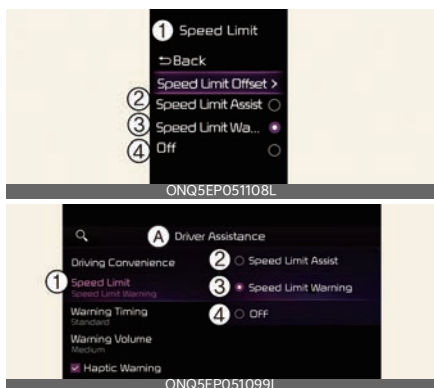 ① Speed Limit
⮌Back
Speed Limit Offset >
② Speed Limit Assist
③ Speed Limit Wa...
④ Off
ONQ5EP051108L
Ⓐ Driver Assistance
Driving Convenience
② Speed Limit Assist
① Speed Limit
Speed Limit Warning
③ Speed Limit Warning
Warning Timing
Standard
④ OFF
Warning Volume
Medium
Haptic Warning
ONQ5EP051099L